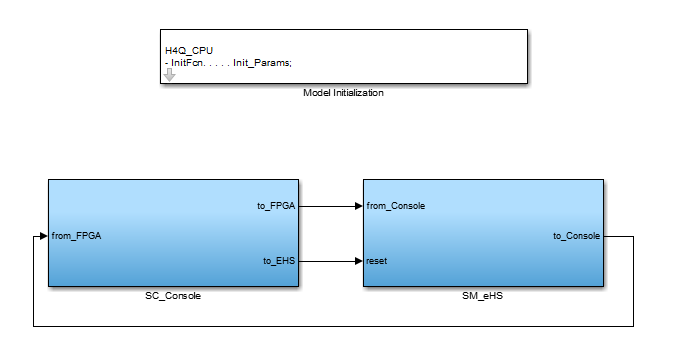 H4Q_CPU
- InitFcn. . . . . Init_Params;
Model Initialization
to_FPGA
from_Console
from_FPGA
to_Console
to_EHS
reset
SC_Console
SM_eHS